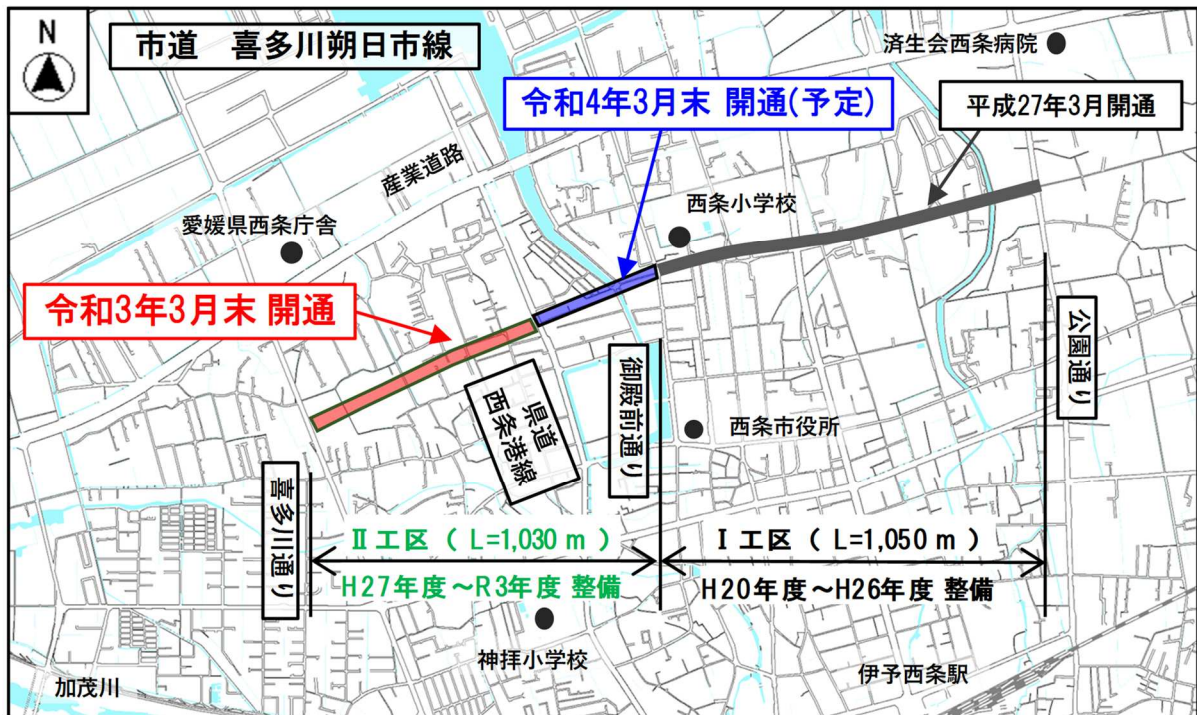 N
市道　喜多川朔日市線
済生会西条病院
令和4年3月末 開通(予定)
平成27年3月開通
産業道路
西条小学校
愛媛県西条庁舎
令和3年3月末 開通
公園通り
御殿前通り
県道
西条港線
西条市役所
喜多川通り
Ⅱ工区 ( L=1,030 m )
Ⅰ工区 ( L=1,050 m )
H27年度～R3年度 整備
H20年度～H26年度 整備
神拝小学校
伊予西条駅
加茂川